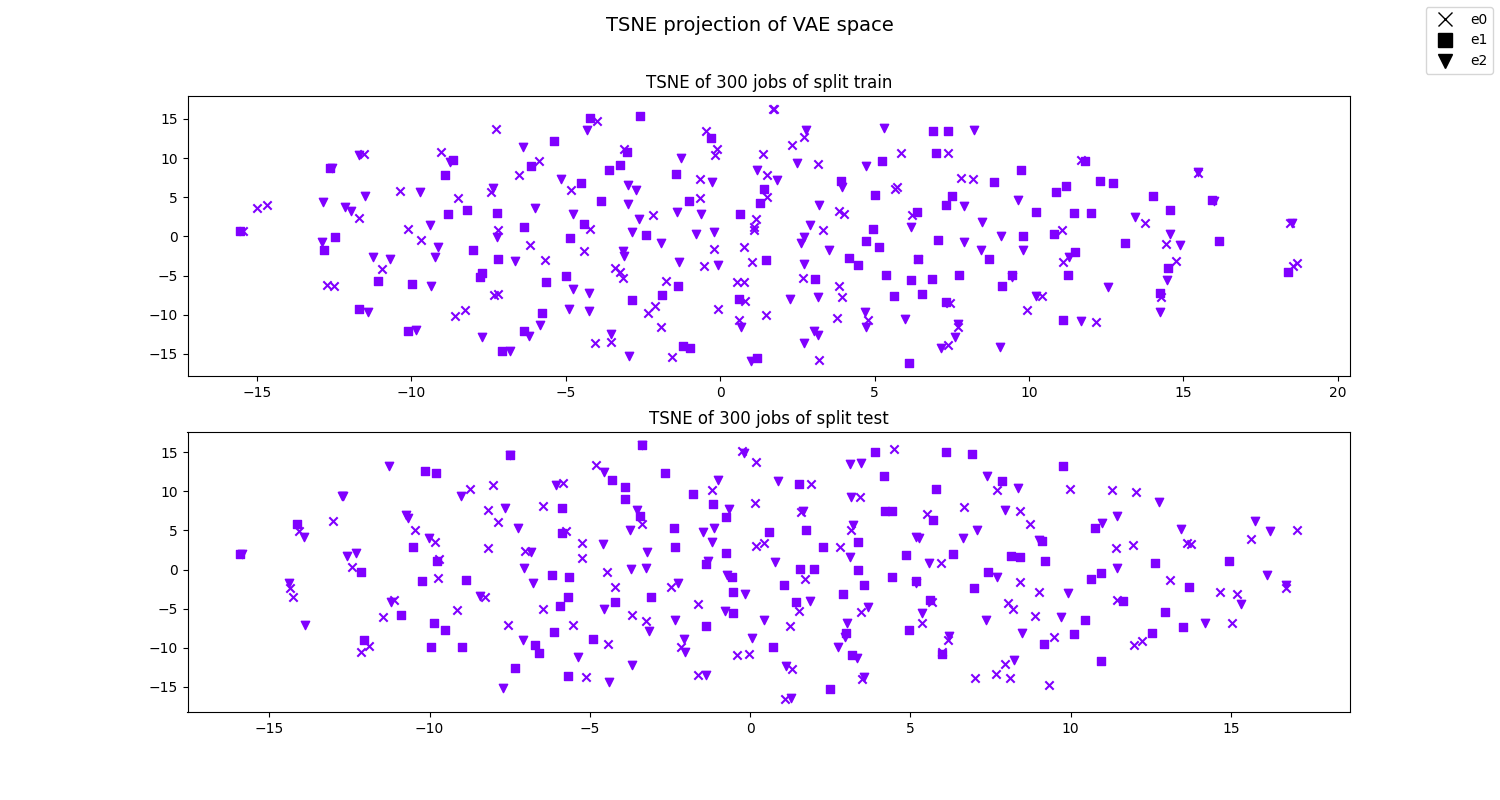 TSNE projection of VAE space
e0
e1
e2
TSNE of 300 jobs of split train
15
10
5
0
−5
−10
−15
−15 −10 −5 0 5 10 15 20
TSNE of 300 jobs of split test
15
10
5
0
−5
−10
−15
−15 −10 −5 0 5 10 15